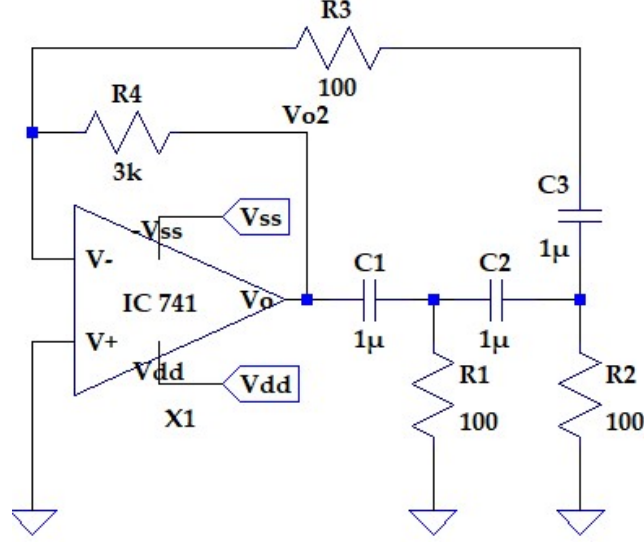 R3
100
R4
Vo2
3k
C3
1µ
-Vss
Vss
V-
IC 741
Vo
C1
1µ
C2
1µ
V+
Vdd
Vdd
X1
R1
100
R2
100